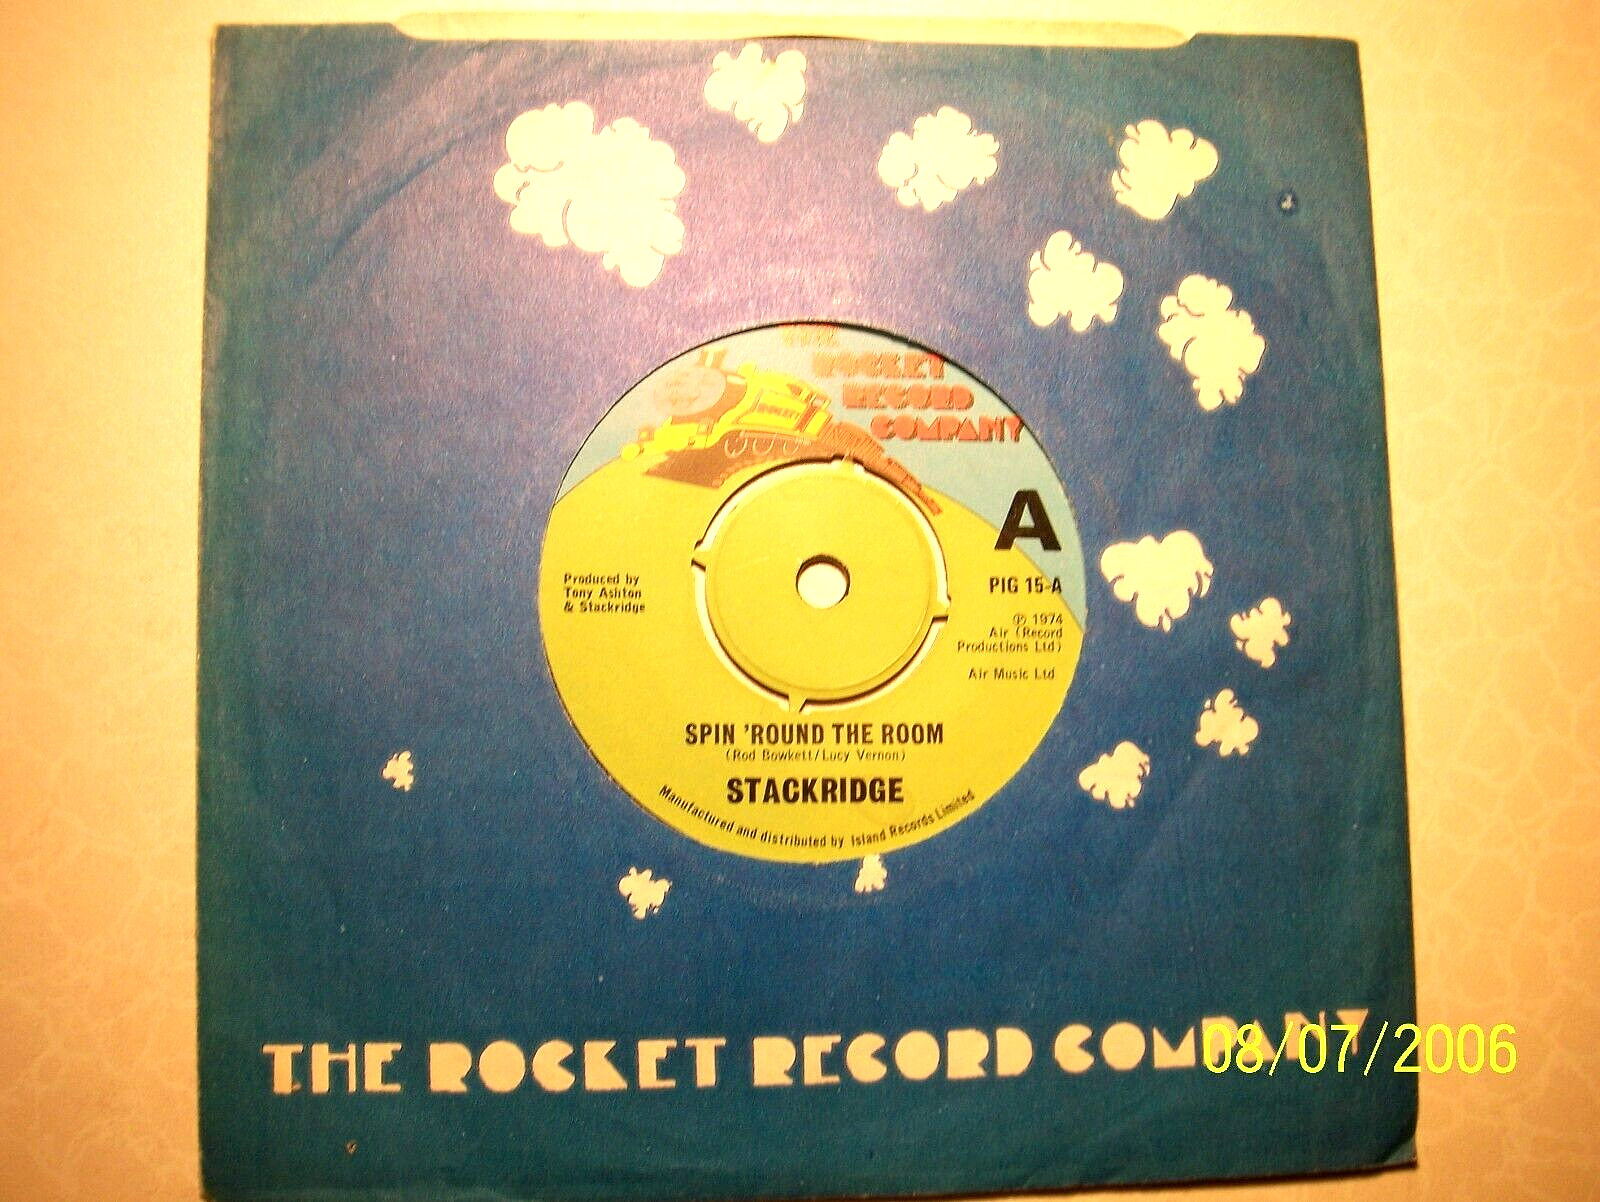 THE
ROCKET
RECORD
COMPANY
ROCKET
A
PIG 15-A
Produced by
Tony Ashton
& Stackridge
℗ 1974
Air (Record
Productions Ltd)
Air Music Ltd
SPIN 'ROUND THE ROOM
(Rod Bowkett/Lucy Vernon)
STACKRIDGE
Manufactured and distributed by Island Records Limited
THE ROCKET RECORD COMPANY
08/07/2006